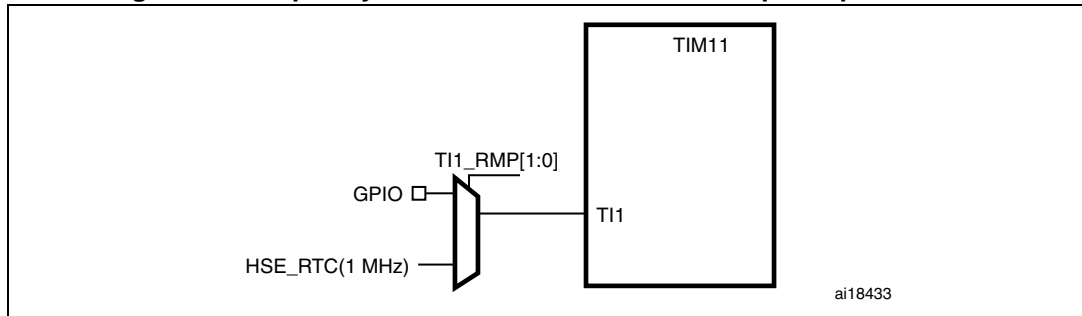 TIM11
TI1_RMP[1:0]
GPIO
TI1
HSE_RTC(1 MHz)
ai18433